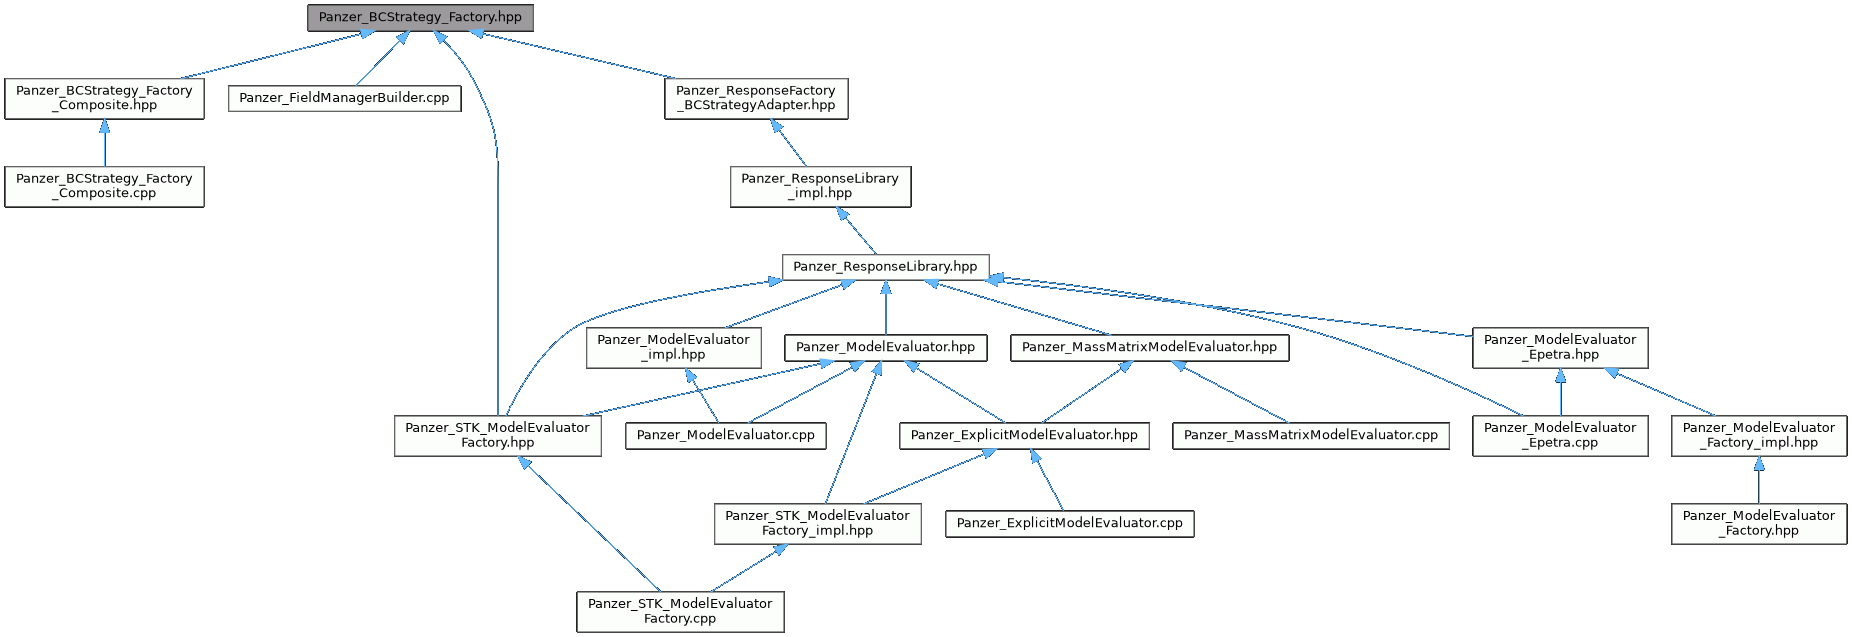 Panzer_BCStrategy_Factory.hpp
Panzer_BCStrategy_Factory
_Composite.hpp
Panzer_FieldManagerBuilder.cpp
Panzer_ResponseFactory
_BCStrategyAdapter.hpp
Panzer_BCStrategy_Factory
_Composite.cpp
Panzer_ResponseLibrary
_impl.hpp
Panzer_ResponseLibrary.hpp
Panzer_ModelEvaluator
_impl.hpp
Panzer_ModelEvaluator.hpp
Panzer_MassMatrixModelEvaluator.hpp
Panzer_ModelEvaluator
_Epetra.hpp
Panzer_STK_ModelEvaluator
Factory.hpp
Panzer_ModelEvaluator.cpp
Panzer_ExplicitModelEvaluator.hpp
Panzer_MassMatrixModelEvaluator.cpp
Panzer_ModelEvaluator
_Epetra.cpp
Panzer_ModelEvaluator
_Factory_impl.hpp
Panzer_STK_ModelEvaluator
Factory_impl.hpp
Panzer_ExplicitModelEvaluator.cpp
Panzer_ModelEvaluator
_Factory.hpp
Panzer_STK_ModelEvaluator
Factory.cpp